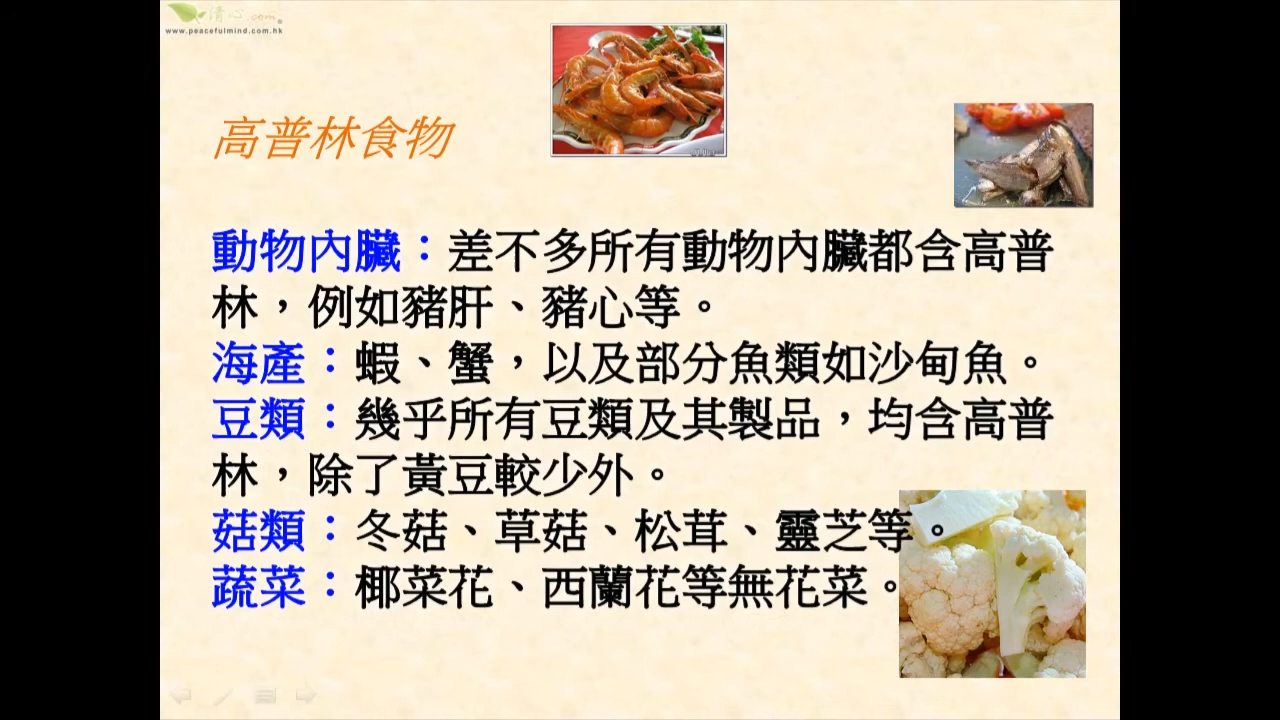 清心.com
www.peacefulmind.com.hk
高普林食物
動物內臟：差不多所有動物內臟都含高普
林，例如豬肝、豬心等。
海產：蝦、蟹，以及部分魚類如沙甸魚。
豆類：幾乎所有豆類及其製品，均含高普
林，除了黃豆較少外。
菇類：冬菇、草菇、松茸、靈芝等。
蔬菜：椰菜花、西蘭花等無花菜。